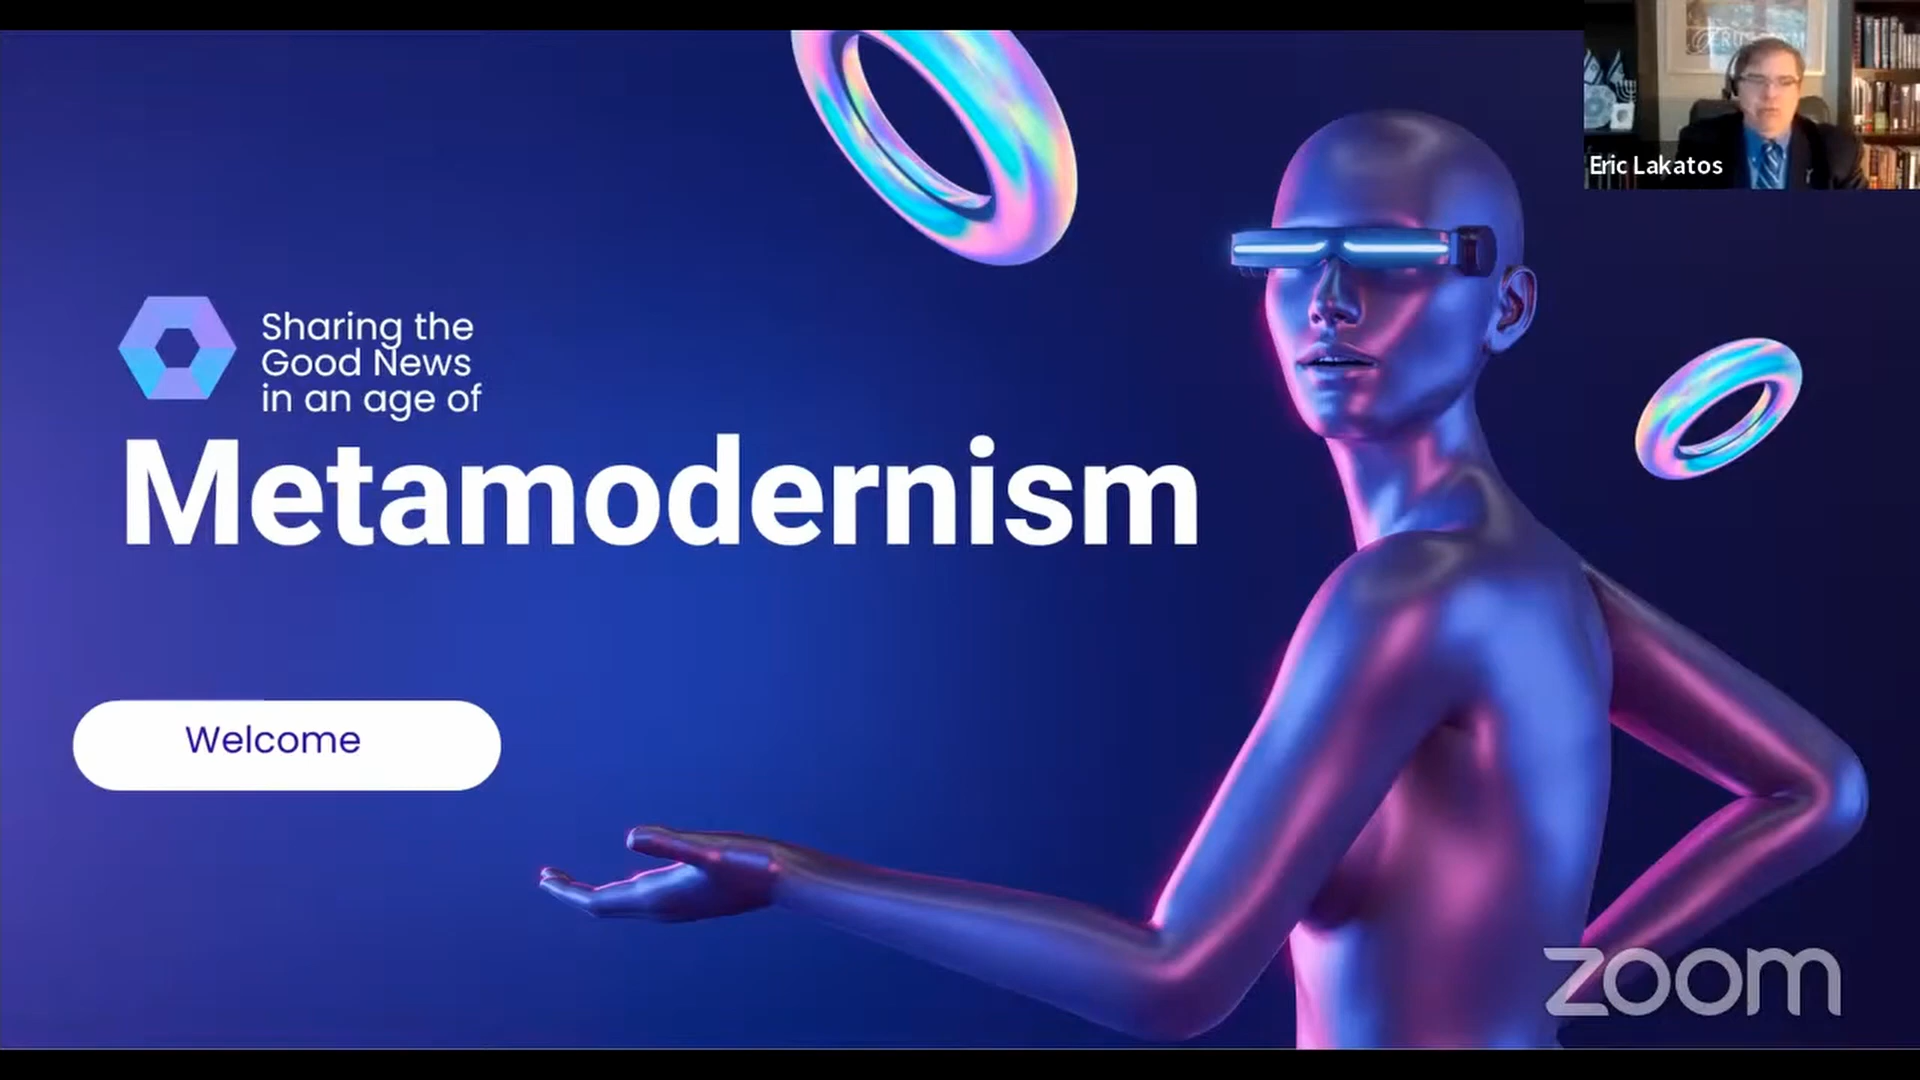 Sharing the
Good News
in an age of
Metamodernism
Welcome
Eric Lakatos
zoom